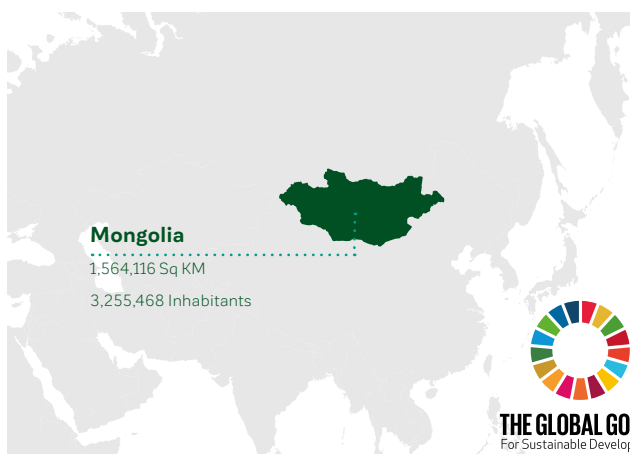 Mongolia
1,564,116 Sq KM
3,255,468 Inhabitants
THE GLOBAL GO
For Sustainable Develop